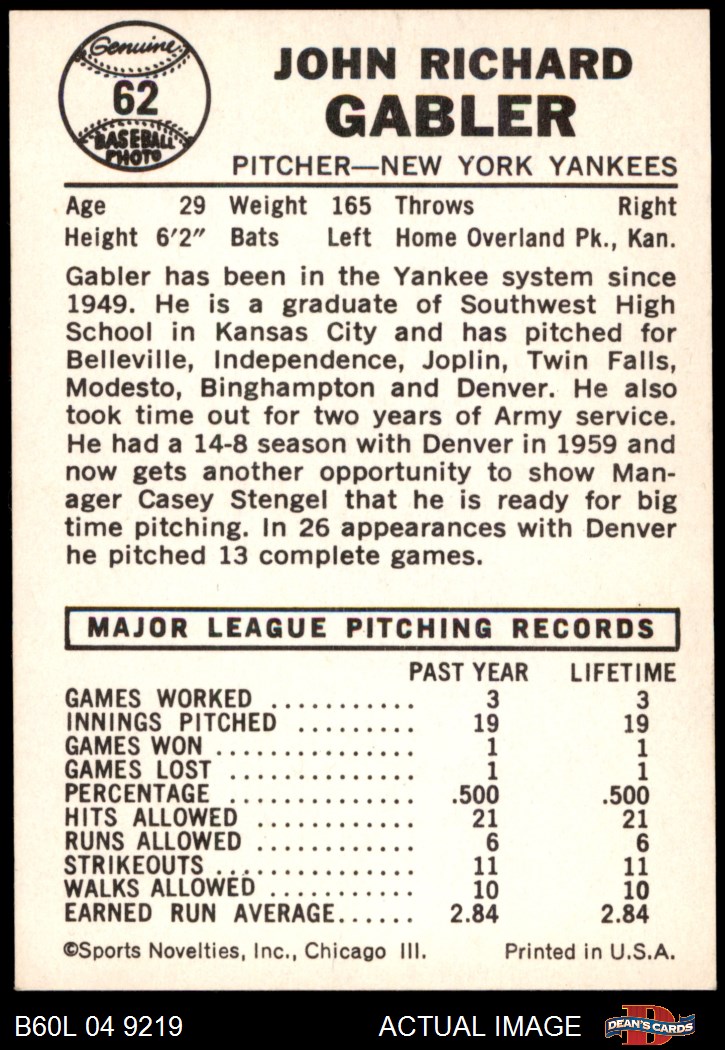 Genuine
62
BASEBALL
PHOTO
JOHN RICHARD
GABLER
PITCHER—NEW YORK YANKEES
Age 29 Weight 165 Throws Right
Height 6'2″ Bats Left Home Overland Pk., Kan.
Gabler has been in the Yankee system since
1949. He is a graduate of Southwest High
School in Kansas City and has pitched for
Belleville, Independence, Joplin, Twin Falls,
Modesto, Binghampton and Denver. He also
took time out for two years of Army service.
He had a 14-8 season with Denver in 1959 and
now gets another opportunity to show Man-
ager Casey Stengel that he is ready for big
time pitching. In 26 appearances with Denver
he pitched 13 complete games.
MAJOR LEAGUE PITCHING RECORDS
PAST YEAR LIFETIME
GAMES WORKED ........... 3 3
INNINGS PITCHED ......... 19 19
GAMES WON ............... 1 1
GAMES LOST .............. 1 1
PERCENTAGE .............. .500 .500
HITS ALLOWED ............ 21 21
RUNS ALLOWED ............ 6 6
STRIKEOUTS ............... 11 11
WALKS ALLOWED ........... 10 10
EARNED RUN AVERAGE...... 2.84 2.84
©Sports Novelties, Inc., Chicago Ill. Printed in U.S.A.
B60L 04 9219 ACTUAL IMAGE D DEAN'S CARDS